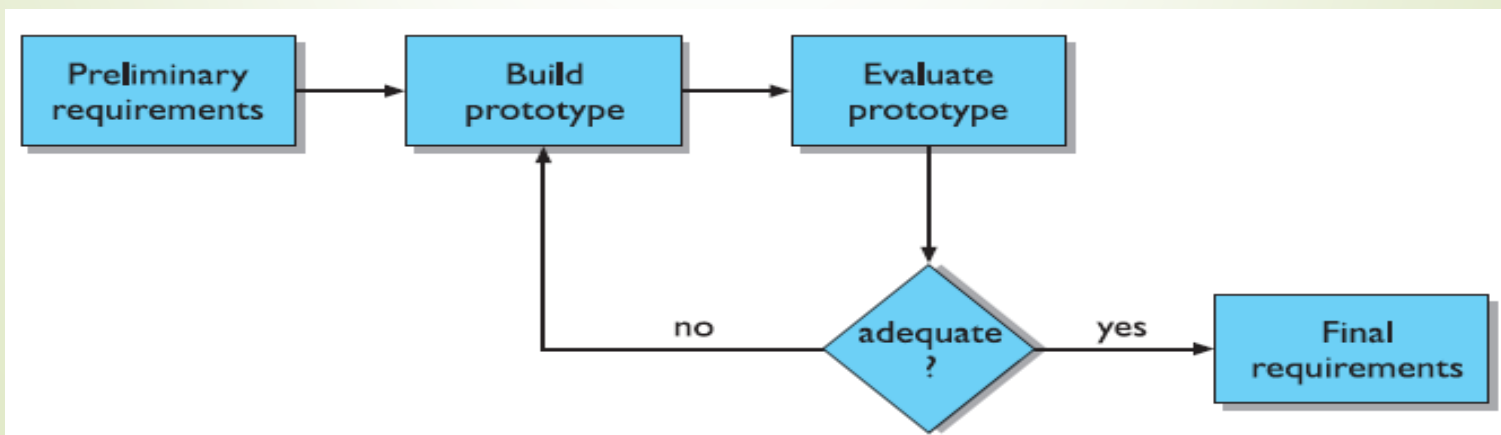 Preliminary
requirements
Build
prototype
Evaluate
prototype
no
adequate
?
yes
Final
requirements